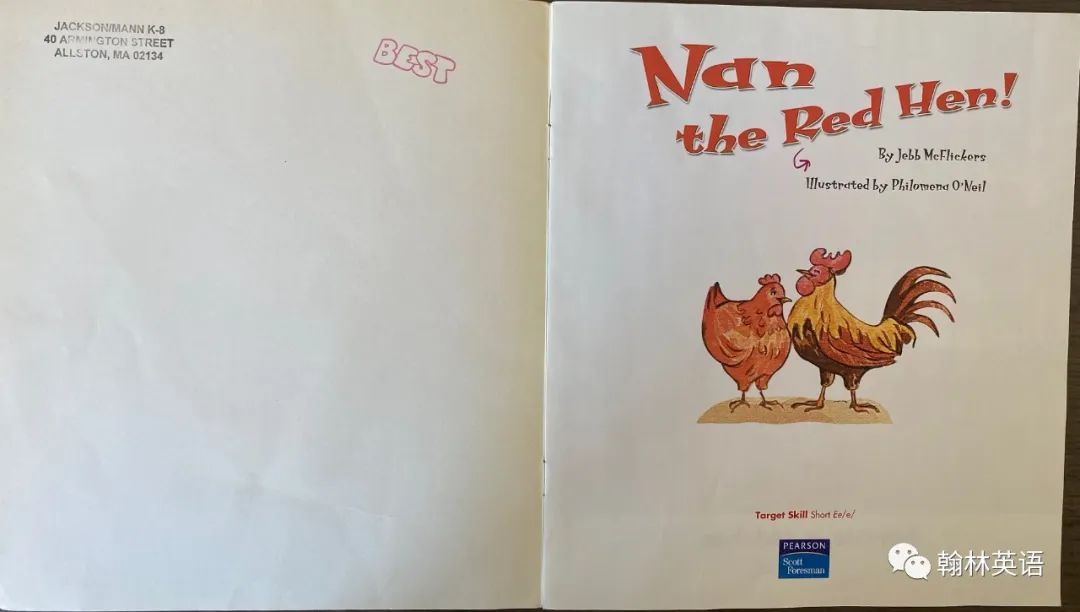 JACKSON/MANN K-8
40 ARMINGTON STREET
ALLSTON, MA 02134
BEST
Nan
the Red Hen!
By Jebb McFlickers
G
Illustrated by Philomena O'Neil
Target Skill Short Ee/e/
PEARSON
Scott
Foresman
翰林英语